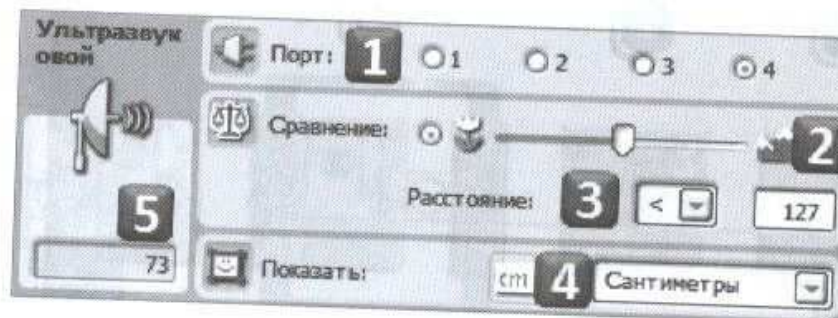 Ультразвук
овой
Порт: 1 1 2 3 4
Сравнение: 2
Расстояние: 3 < 127
5
73
Показать: cm 4 Сантиметры